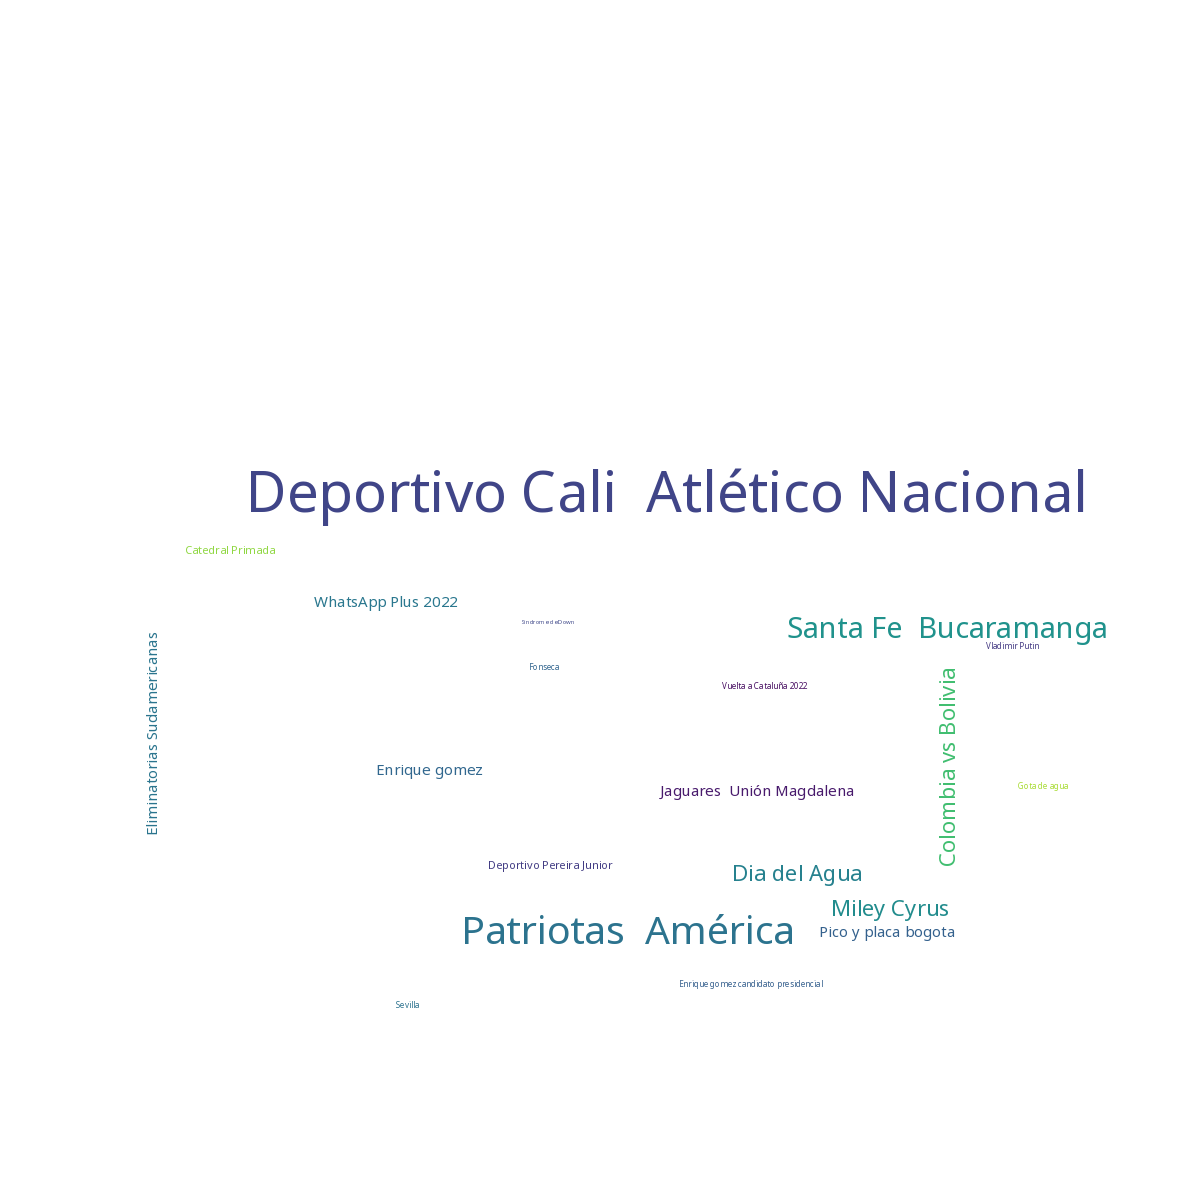 Deportivo Cali  Atlético Nacional
Catedral Primada
WhatsApp Plus 2022
Sindrome de Down
Santa Fe  Bucaramanga
Vladimir Putin
Eliminatorias Sudamericanas
Fonseca
Vuelta a Cataluña 2022
Colombia vs Bolivia
Enrique gomez
Jaguares  Unión Magdalena
Gota de agua
Deportivo Pereira Junior
Dia del Agua
Miley Cyrus
Patriotas  América
Pico y placa bogota
Enrique gomez candidato presidencial
Sevilla